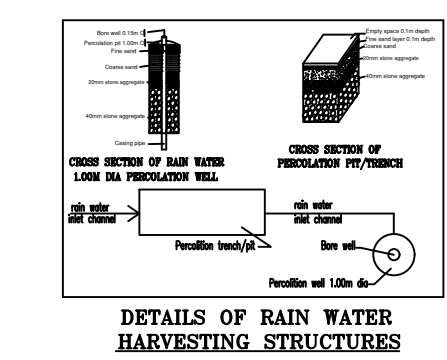 Bore well 0.15m
Percolation pit 1.00m
Fine sand
Coarse sand
20mm stone aggregate
40mm stone aggregate
Casing pipe
CROSS SECTION OF RAIN WATER
1.00M DIA PERCOLATION WELL
Empty space 0.1m depth
Fine sand layer 0.1m depth
Coarse sand
20mm stone aggregate
40mm stone aggregate
CROSS SECTION OF
PERCOLATION PIT/TRENCH
rain water
inlet channel
Percolition trench/pit
rain water
inlet channel
Bore well
Percolition well 1.00m dia
DETAILS OF RAIN WATER
HARVESTING STRUCTURES